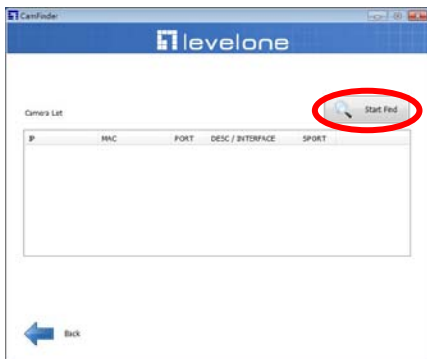 CamFinder
levelone
Start Find
Camera List
IP MAC PORT DESC / INTERFACE SPORT
Back